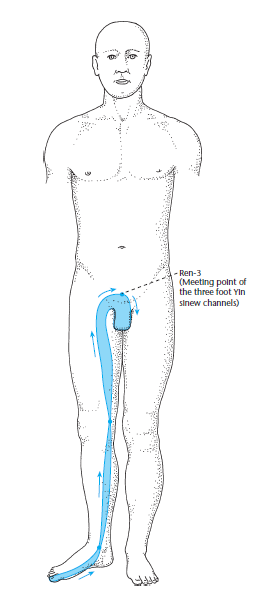 Ren-3
(Meeting point of
the three foot Yin
sinew channels)